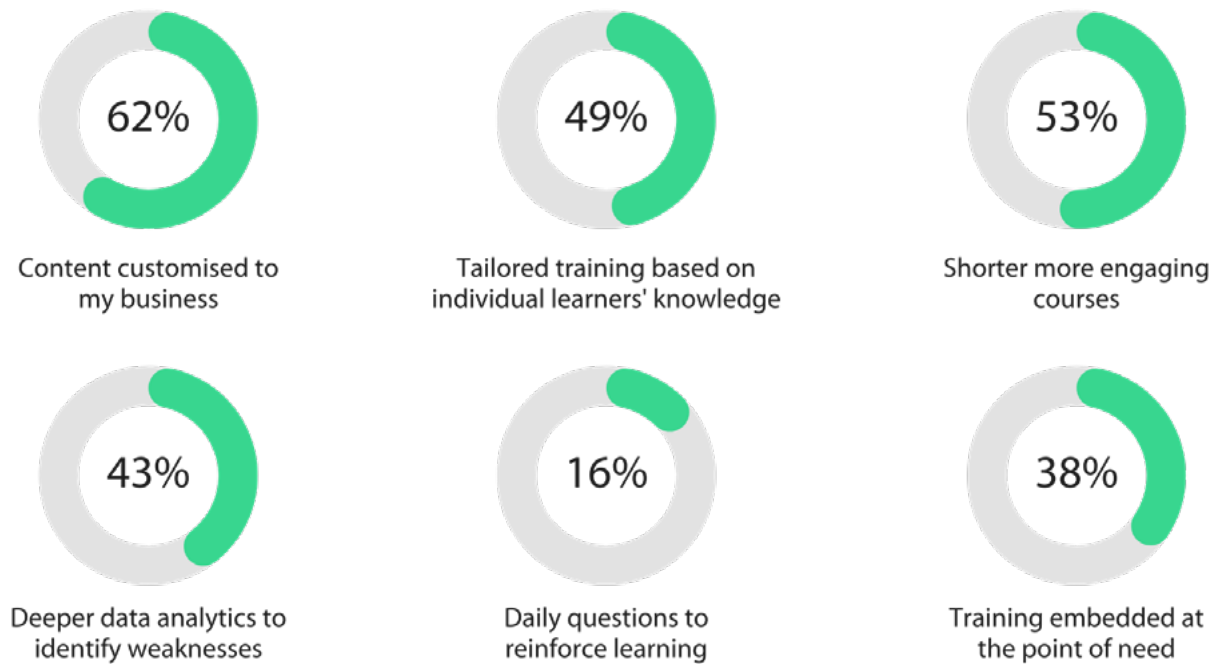 62%
49%
53%
Content customised to
my business
Tailored training based on
individual learners' knowledge
Shorter more engaging
courses
43%
16%
38%
Deeper data analytics to
identify weaknesses
Daily questions to
reinforce learning
Training embedded at
the point of need